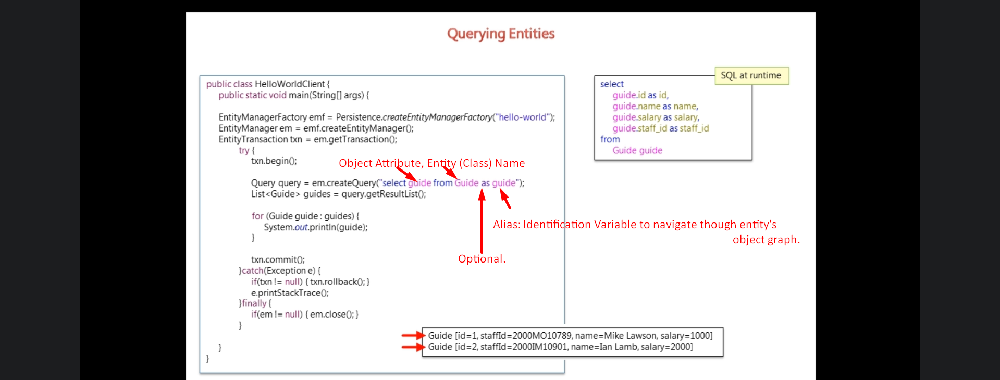 Querying Entities
public class HelloWorldClient {
public static void main(String[] args) {
EntityManagerFactory emf = Persistence.createEntityManagerFactory("hello-world");
EntityManager em = emf.createEntityManager();
EntityTransaction txn = em.getTransaction();
try {
txn.begin();
Object Attribute, Entity (Class) Name
Query query = em.createQuery("select guide from Guide as guide");
List<Guide> guides = query.getResultList();
for (Guide guide : guides) {
System.out.println(guide);
}
Alias: Identification Variable to navigate though entity's
object graph.
Optional.
txn.commit();
}catch(Exception e) {
if(txn != null) { txn.rollback(); }
e.printStackTrace();
}finally {
if(em != null) { em.close(); }
}
}
}
SQL at runtime
select
guide.id as id,
guide.name as name,
guide.salary as salary,
guide.staff_id as staff_id
from
Guide guide
Guide [id=1, staffId=2000MO10789, name=Mike Lawson, salary=1000]
Guide [id=2, staffId=2000IM10901, name=Ian Lamb, salary=2000]